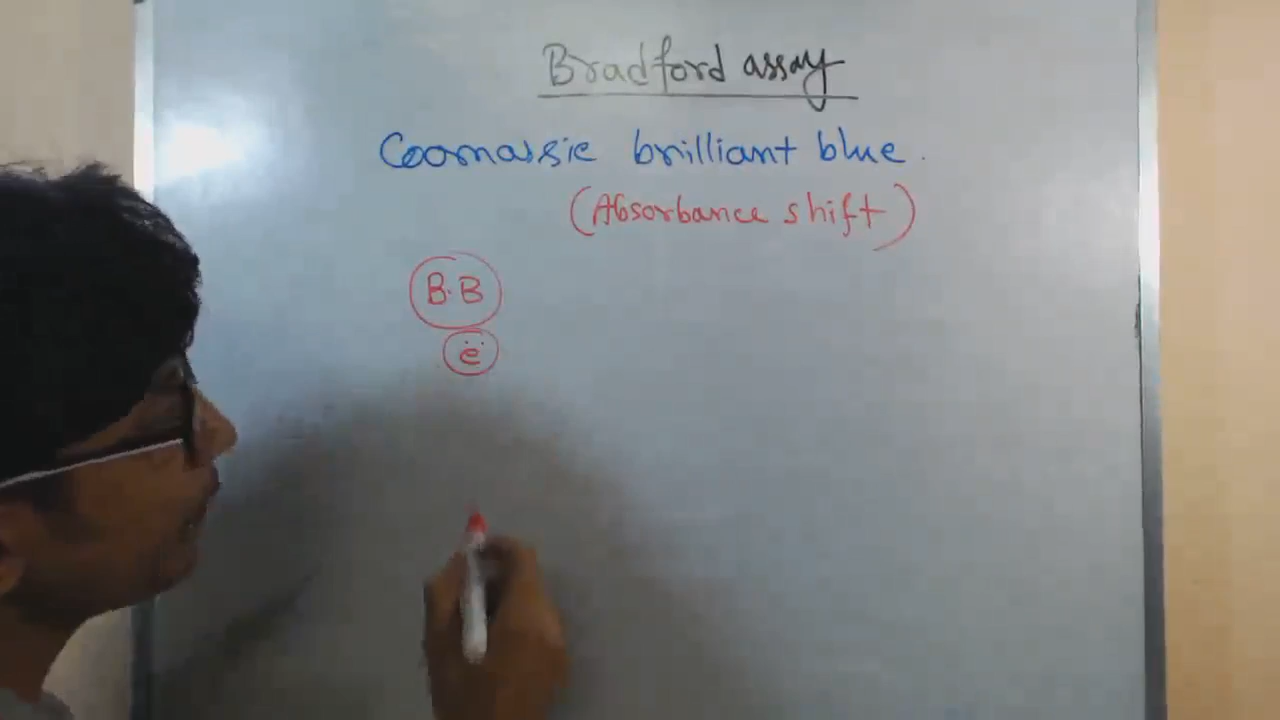 Bradford assay
Coomassie brilliant blue.
(Absorbance shift)
B.B
e